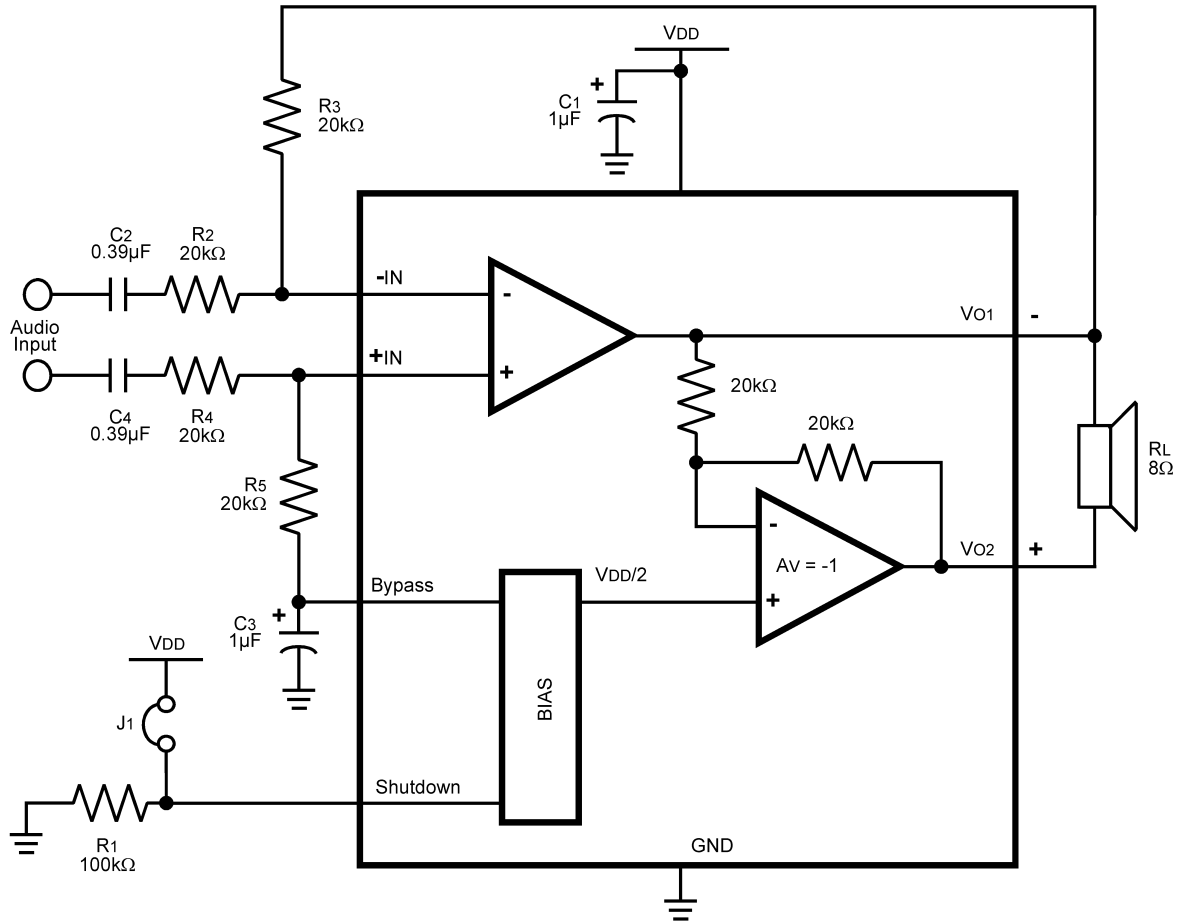 VDD
C1
1µF
+
R3
20kΩ
C2
0.39µF
R2
20kΩ
-IN
-
Audio
Input
+IN
+
C4
0.39µF
R4
20kΩ
VO1
-
20kΩ
20kΩ
RL
8Ω
R5
20kΩ
-
AV = -1
+
VO2
+
Bypass
VDD/2
C3
1µF
+
VDD
J1
BIAS
Shutdown
R1
100kΩ
GND